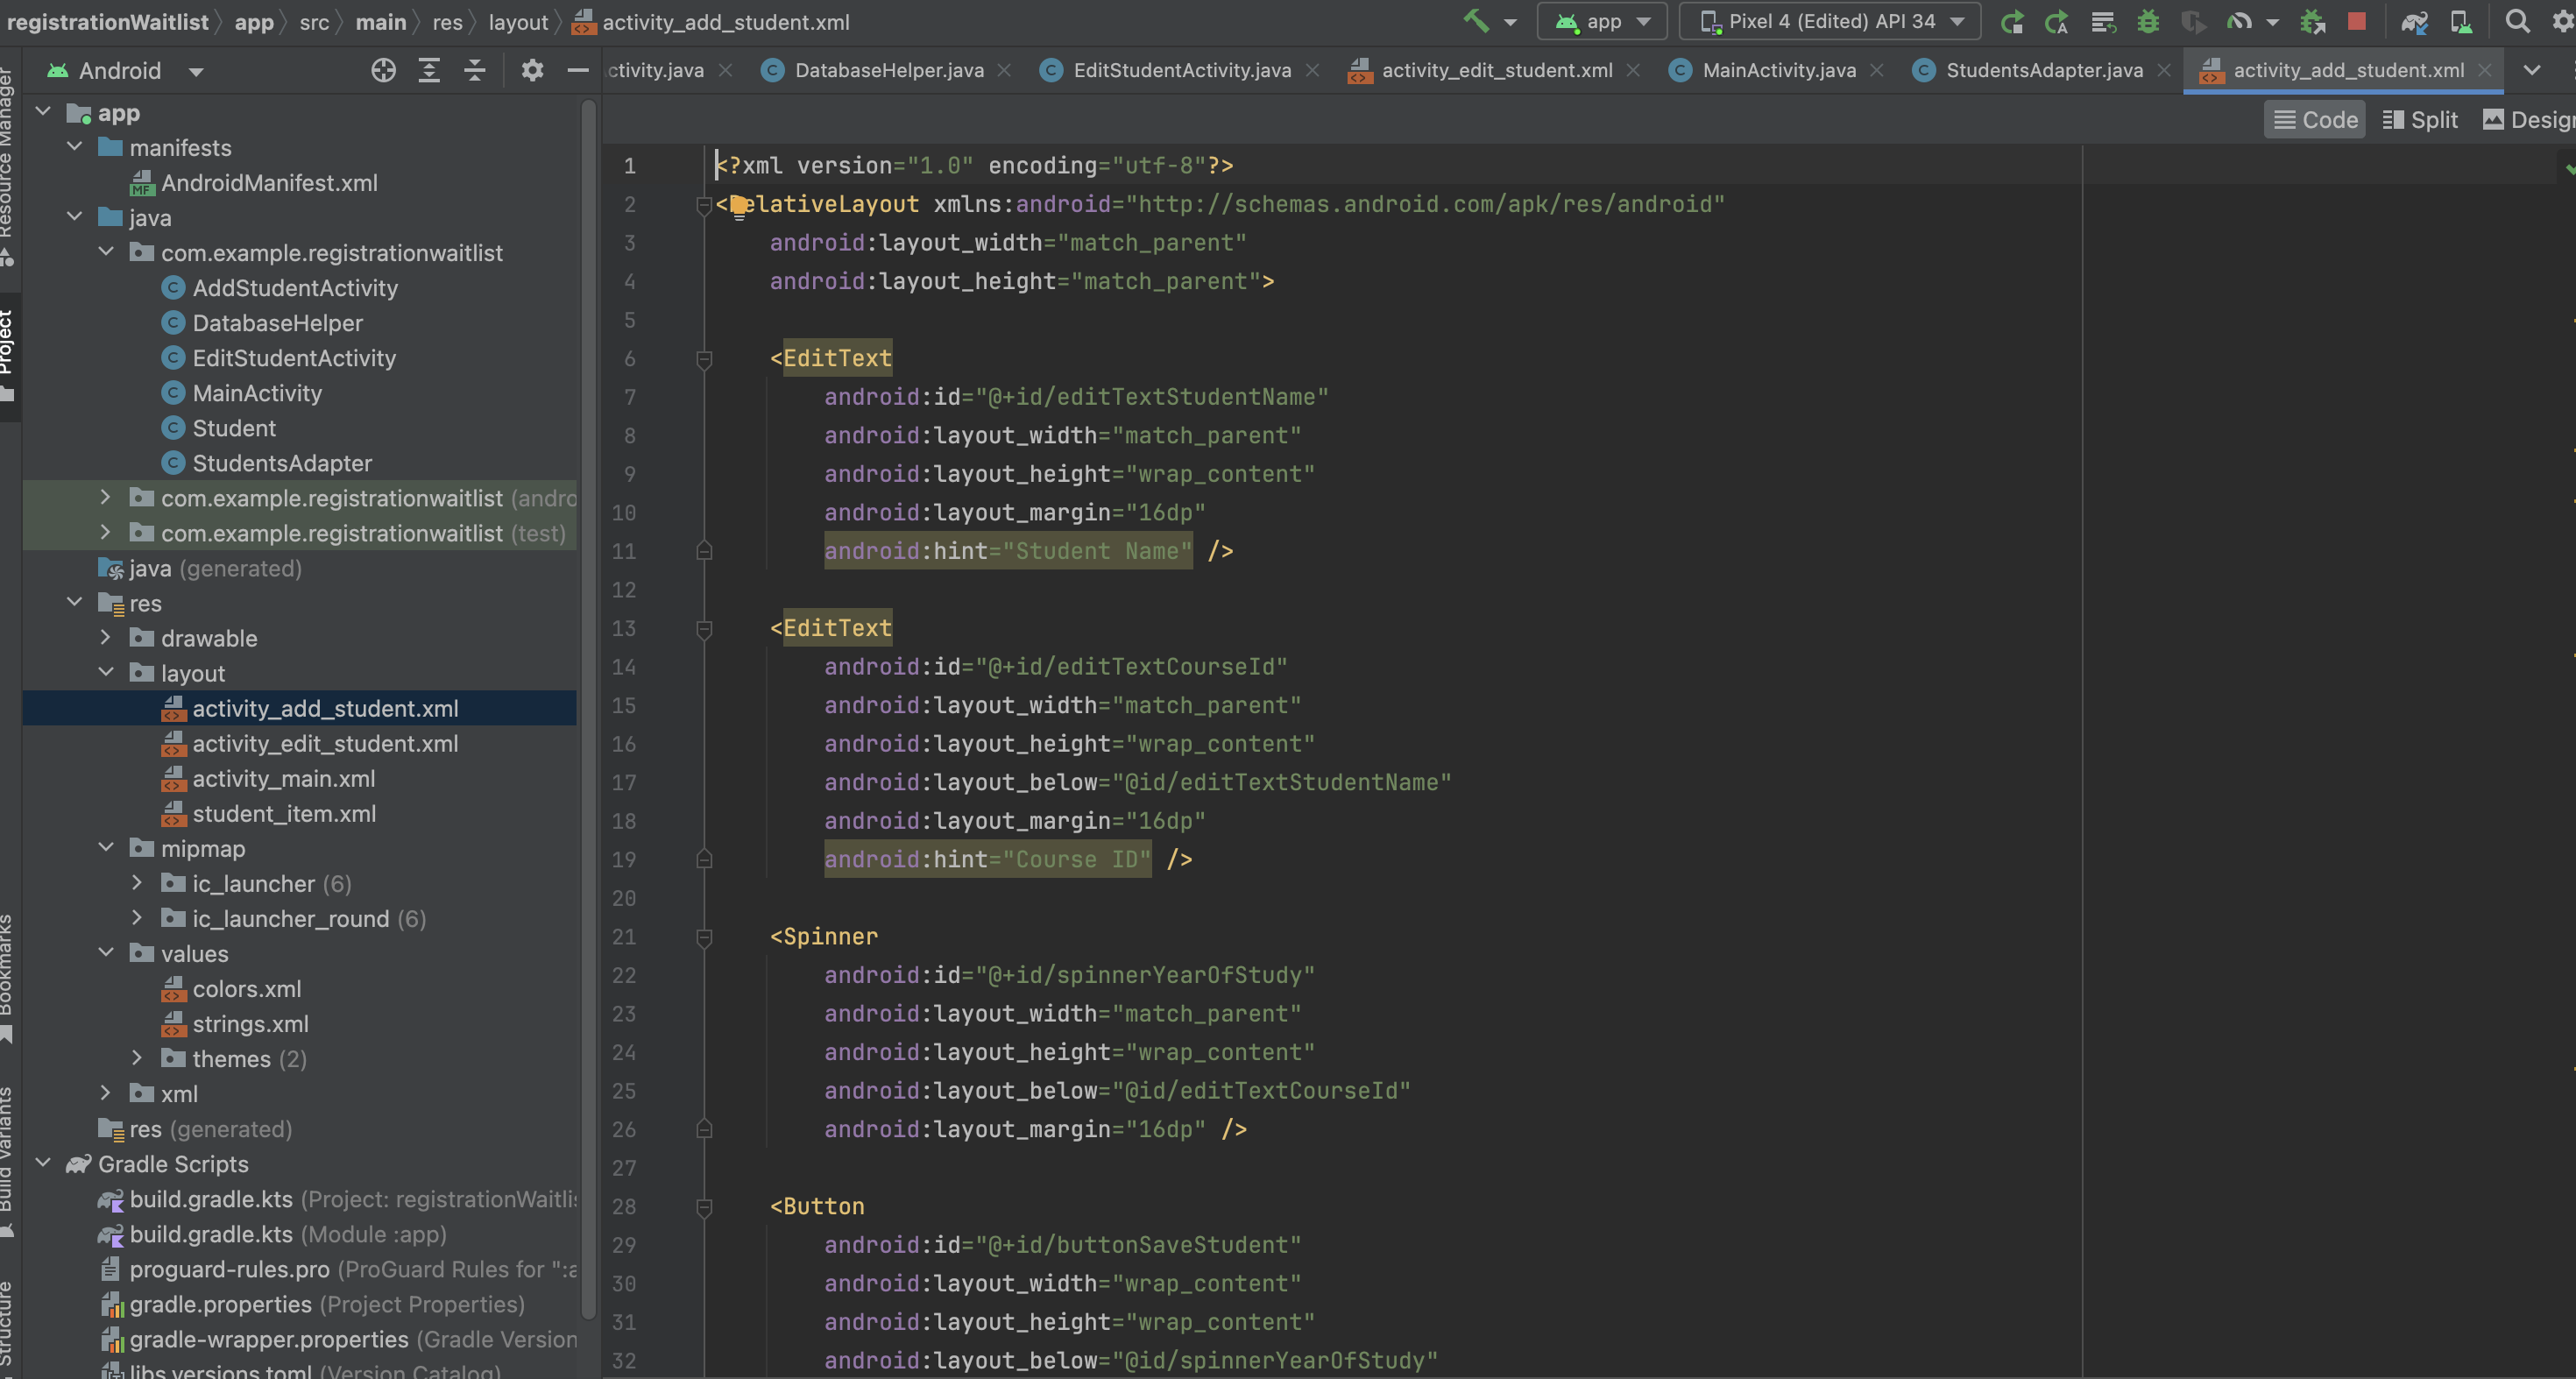 registrationWaitlist app src main res layout activity_add_student.xml
app Pixel 4 (Edited) API 34
Android
ctivity.java DatabaseHelper.java EditStudentActivity.java activity_edit_student.xml MainActivity.java StudentsAdapter.java activity_add_student.xml
Code Split Design
Resource Manager
Project
Bookmarks
Build Variants
Structure
app
manifests
AndroidManifest.xml
java
com.example.registrationwaitlist
AddStudentActivity
DatabaseHelper
EditStudentActivity
MainActivity
Student
StudentsAdapter
com.example.registrationwaitlist (andro
com.example.registrationwaitlist (test)
java (generated)
res
drawable
layout
activity_add_student.xml
activity_edit_student.xml
activity_main.xml
student_item.xml
mipmap
ic_launcher (6)
ic_launcher_round (6)
values
colors.xml
strings.xml
themes (2)
xml
res (generated)
Gradle Scripts
build.gradle.kts (Project: registrationWaitlis
build.gradle.kts (Module :app)
proguard-rules.pro (ProGuard Rules for ":a
gradle.properties (Project Properties)
gradle-wrapper.properties (Gradle Version
libs.versions.toml (Version Catalog)
1 <?xml version="1.0" encoding="utf-8"?>
2 <RelativeLayout xmlns:android="http://schemas.android.com/apk/res/android"
3 android:layout_width="match_parent"
4 android:layout_height="match_parent">
5
6 <EditText
7 android:id="@+id/editTextStudentName"
8 android:layout_width="match_parent"
9 android:layout_height="wrap_content"
10 android:layout_margin="16dp"
11 android:hint="Student Name" />
12
13 <EditText
14 android:id="@+id/editTextCourseId"
15 android:layout_width="match_parent"
16 android:layout_height="wrap_content"
17 android:layout_below="@id/editTextStudentName"
18 android:layout_margin="16dp"
19 android:hint="Course ID" />
20
21 <Spinner
22 android:id="@+id/spinnerYearOfStudy"
23 android:layout_width="match_parent"
24 android:layout_height="wrap_content"
25 android:layout_below="@id/editTextCourseId"
26 android:layout_margin="16dp" />
27
28 <Button
29 android:id="@+id/buttonSaveStudent"
30 android:layout_width="wrap_content"
31 android:layout_height="wrap_content"
32 android:layout_below="@id/spinnerYearOfStudy"